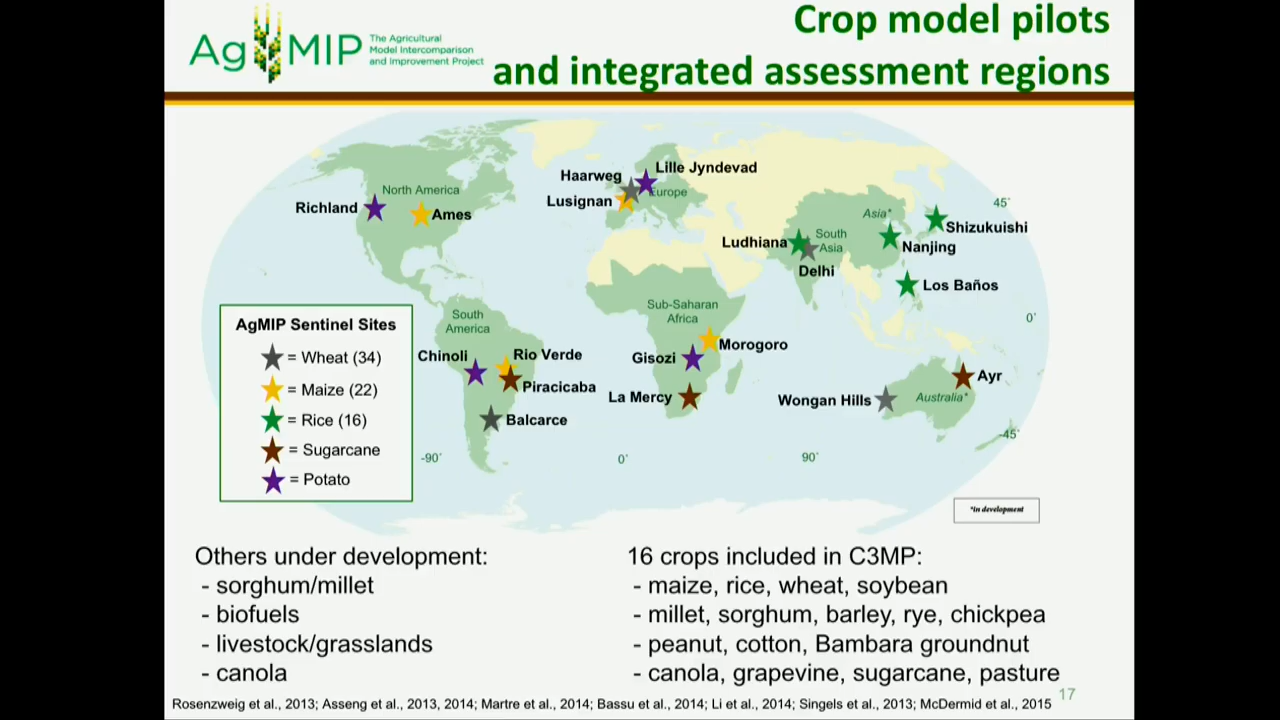 Crop model pilots
and integrated assessment regions
AgMIP
The Agricultural
Model Intercomparison
and Improvement Project
Haarweg
Lille Jyndevad
North America
Europe
Richland
Lusignan
Ames
45°
Asia*
Shizukuishi
Ludhiana
South
Asia
Nanjing
Delhi
Los Baños
Sub-Saharan
Africa
South
America
0°
AgMIP Sentinel Sites
= Wheat (34)
= Maize (22)
= Rice (16)
= Sugarcane
= Potato
Chinoli
Rio Verde
Piracicaba
Balcarce
Gisozi
Morogoro
La Mercy
Wongan Hills
Ayr
Australia*
-45°
-90°
0°
90°
*in development
Others under development:
- sorghum/millet
- biofuels
- livestock/grasslands
- canola
16 crops included in C3MP:
- maize, rice, wheat, soybean
- millet, sorghum, barley, rye, chickpea
- peanut, cotton, Bambara groundnut
- canola, grapevine, sugarcane, pasture
17
Rosenzweig et al., 2013; Asseng et al., 2013, 2014; Martre et al., 2014; Bassu et al., 2014; Li et al., 2014; Singels et al., 2013; McDermid et al., 2015